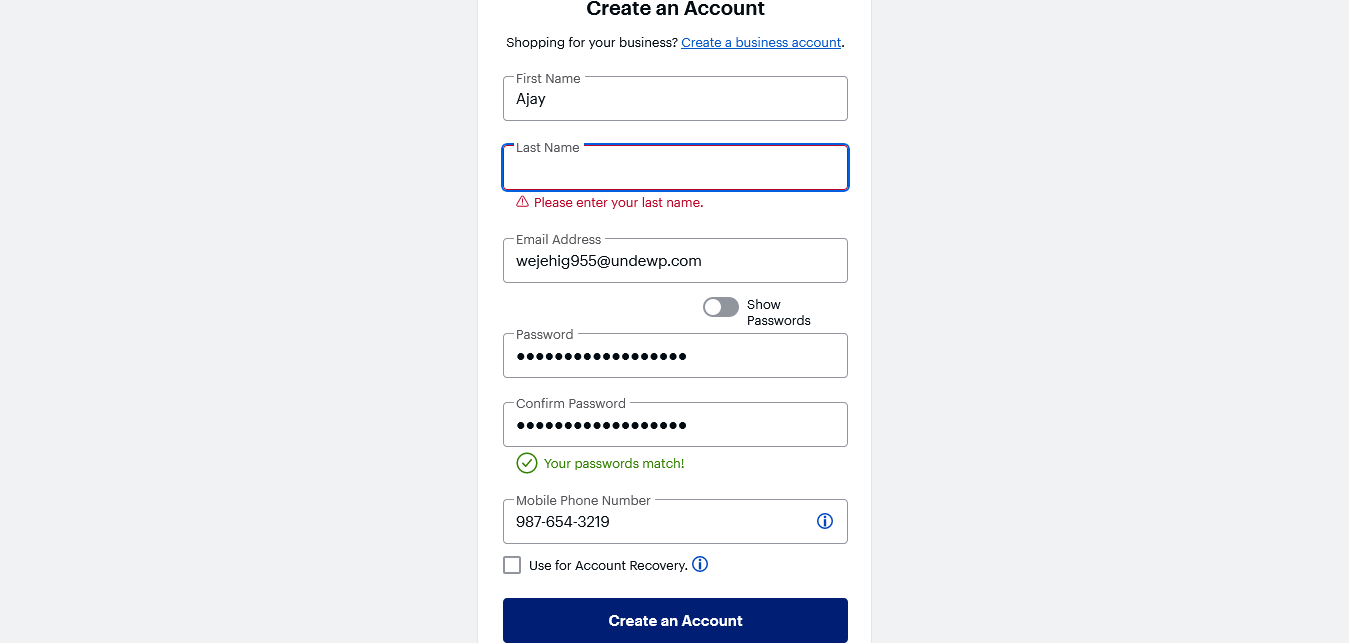 Create an Account
Shopping for your business? Create a business account.
First Name
Ajay
Last Name
Please enter your last name.
Email Address
wejehig955@undewp.com
Show
Passwords
Password
••••••••••••••••••
Confirm Password
••••••••••••••••••
Your passwords match!
Mobile Phone Number
987-654-3219
Use for Account Recovery.
Create an Account